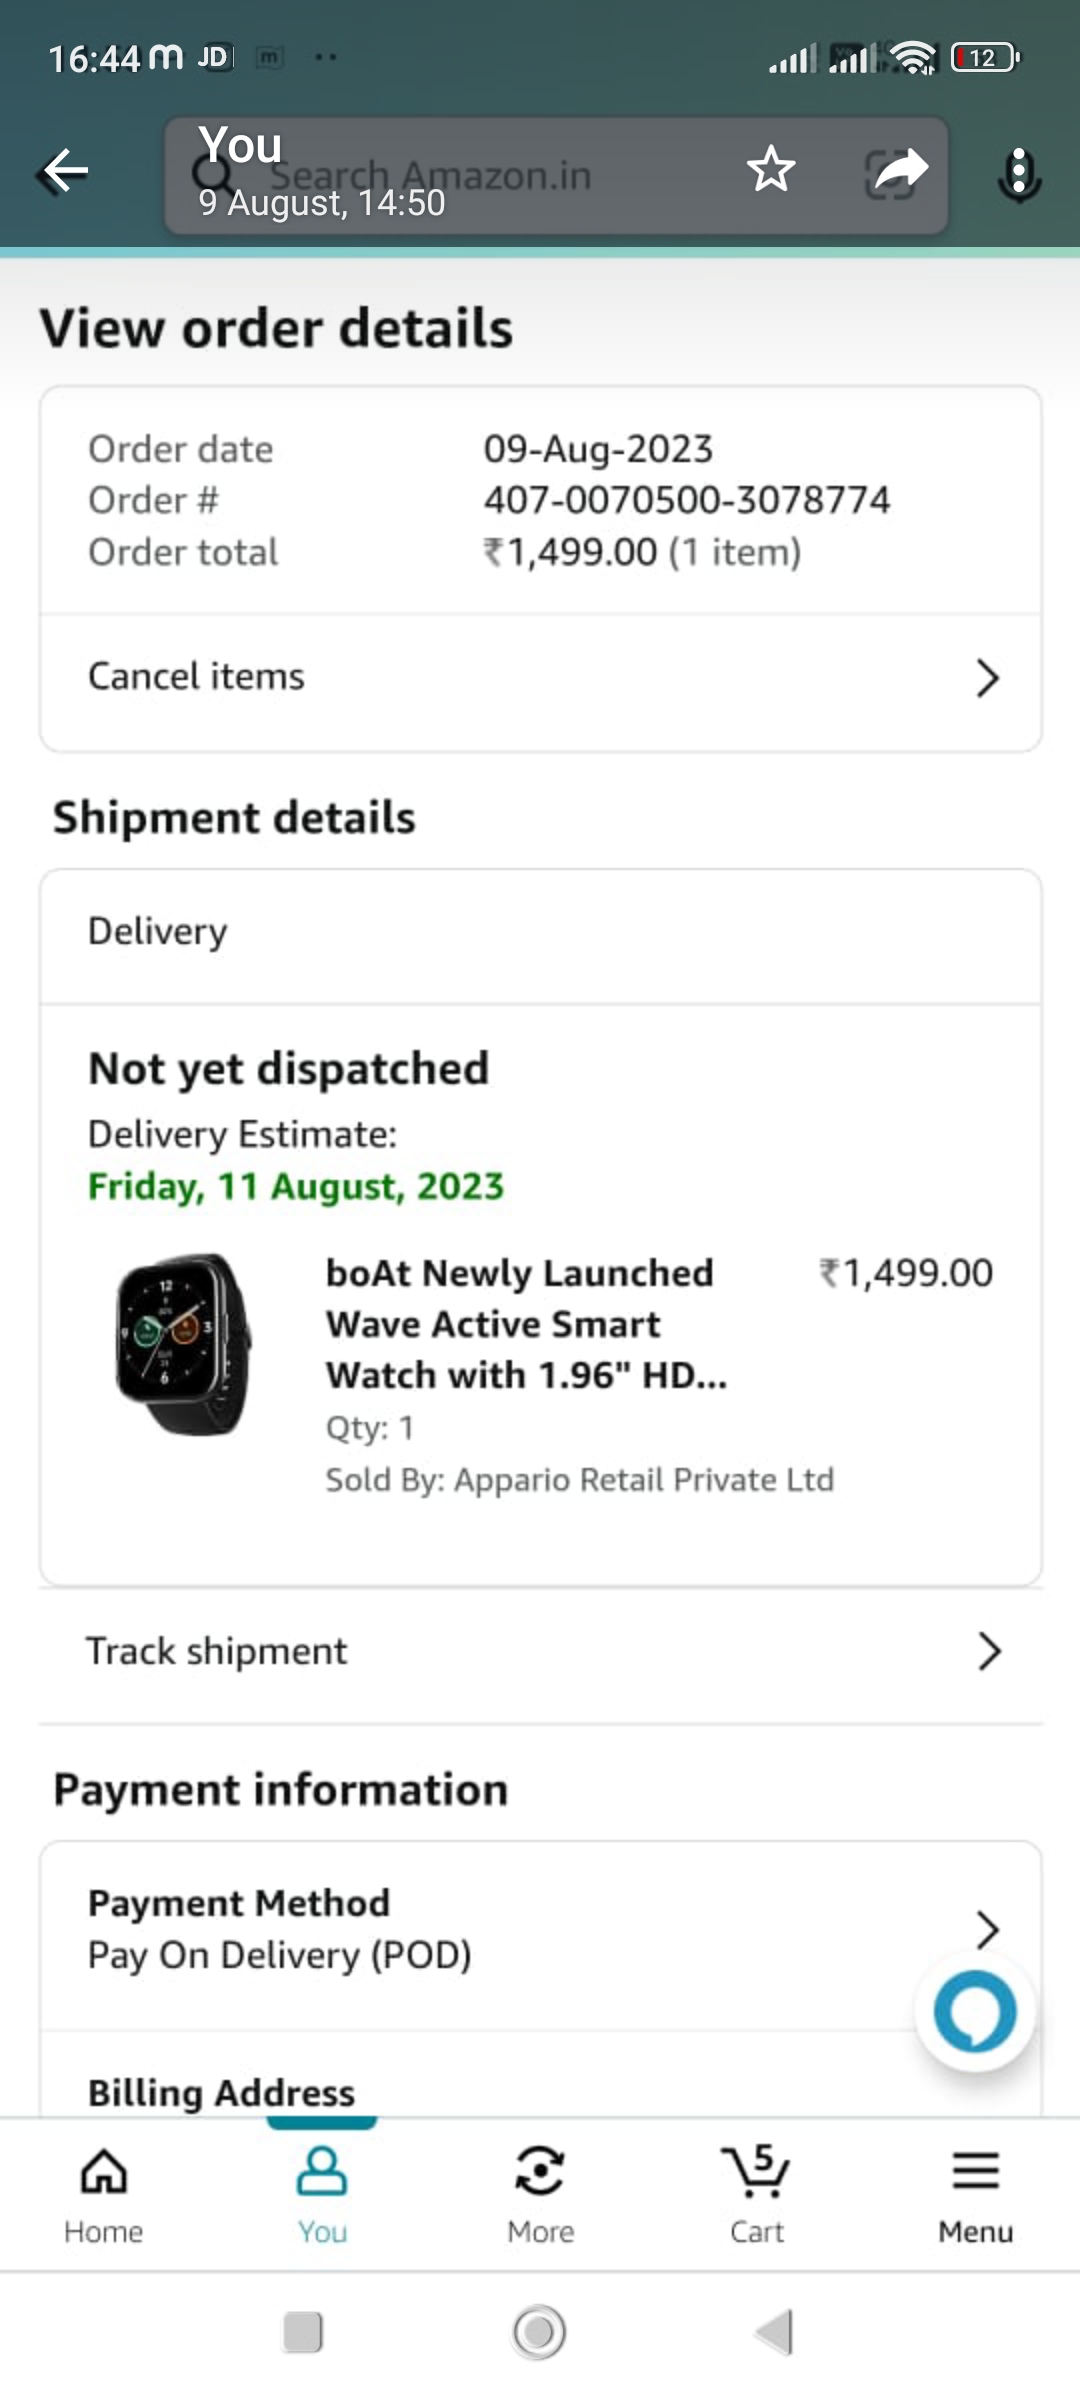 16:44 m JD
12
You
Search Amazon.in
9 August, 14:50
View order details
Order date 09-Aug-2023
Order # 407-0070500-3078774
Order total ₹1,499.00 (1 item)
Cancel items
Shipment details
Delivery
Not yet dispatched
Delivery Estimate:
Friday, 11 August, 2023
boAt Newly Launched ₹1,499.00
Wave Active Smart
Watch with 1.96" HD...
Qty: 1
Sold By: Appario Retail Private Ltd
Track shipment
Payment information
Payment Method
Pay On Delivery (POD)
Billing Address
5
Home You More Cart Menu